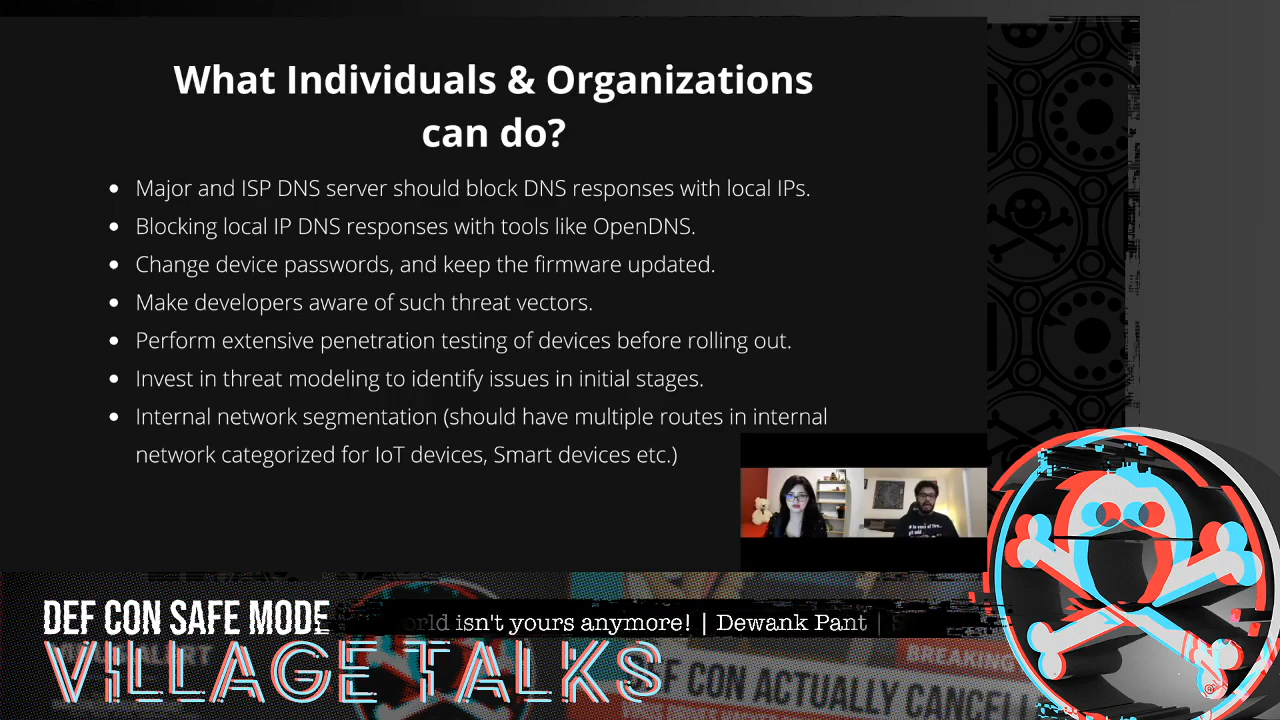 What Individuals & Organizations
can do?
• Major and ISP DNS server should block DNS responses with local IPs.
• Blocking local IP DNS responses with tools like OpenDNS.
• Change device passwords, and keep the firmware updated.
• Make developers aware of such threat vectors.
• Perform extensive penetration testing of devices before rolling out.
• Invest in threat modeling to identify issues in initial stages.
• Internal network segmentation (should have multiple routes in internal
network categorized for IoT Devices, Smart devices etc.)
DEF CON SAFE MODE
isn't yours anymore! | Dewank Pant |
VILLAGE TALKS
BREAKING
DEF CON ACTUALLY